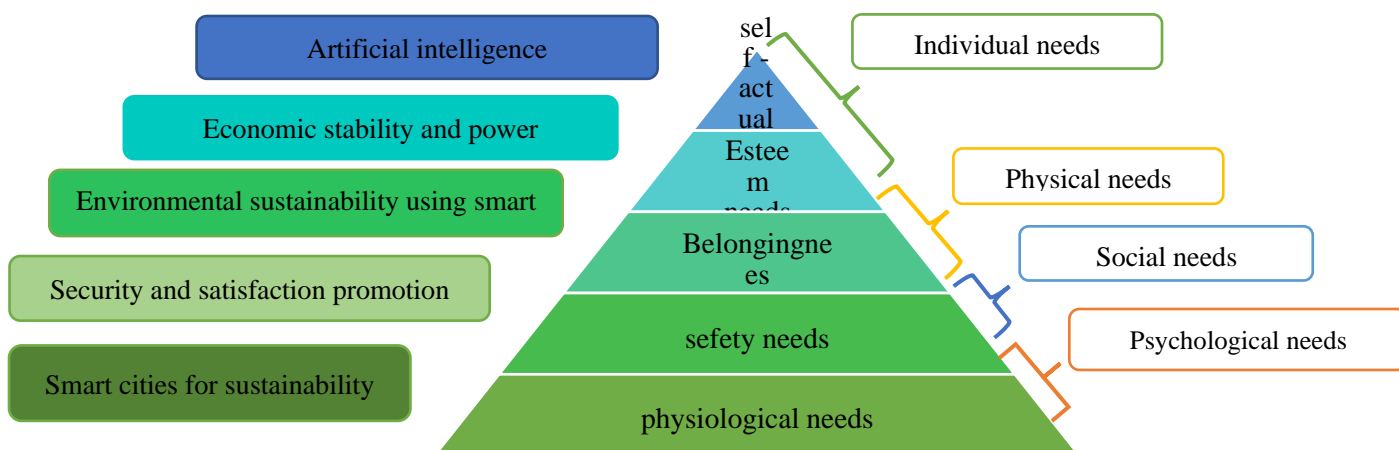 Artificial intelligence
Economic stability and power
Environmental sustainability using smart
Security and satisfaction promotion
Smart cities for sustainability
sel
f -
act
ual
Estee
m
needs
Belongingne
es
sefety needs
physiological needs
Individual needs
Physical needs
Social needs
Psychological needs